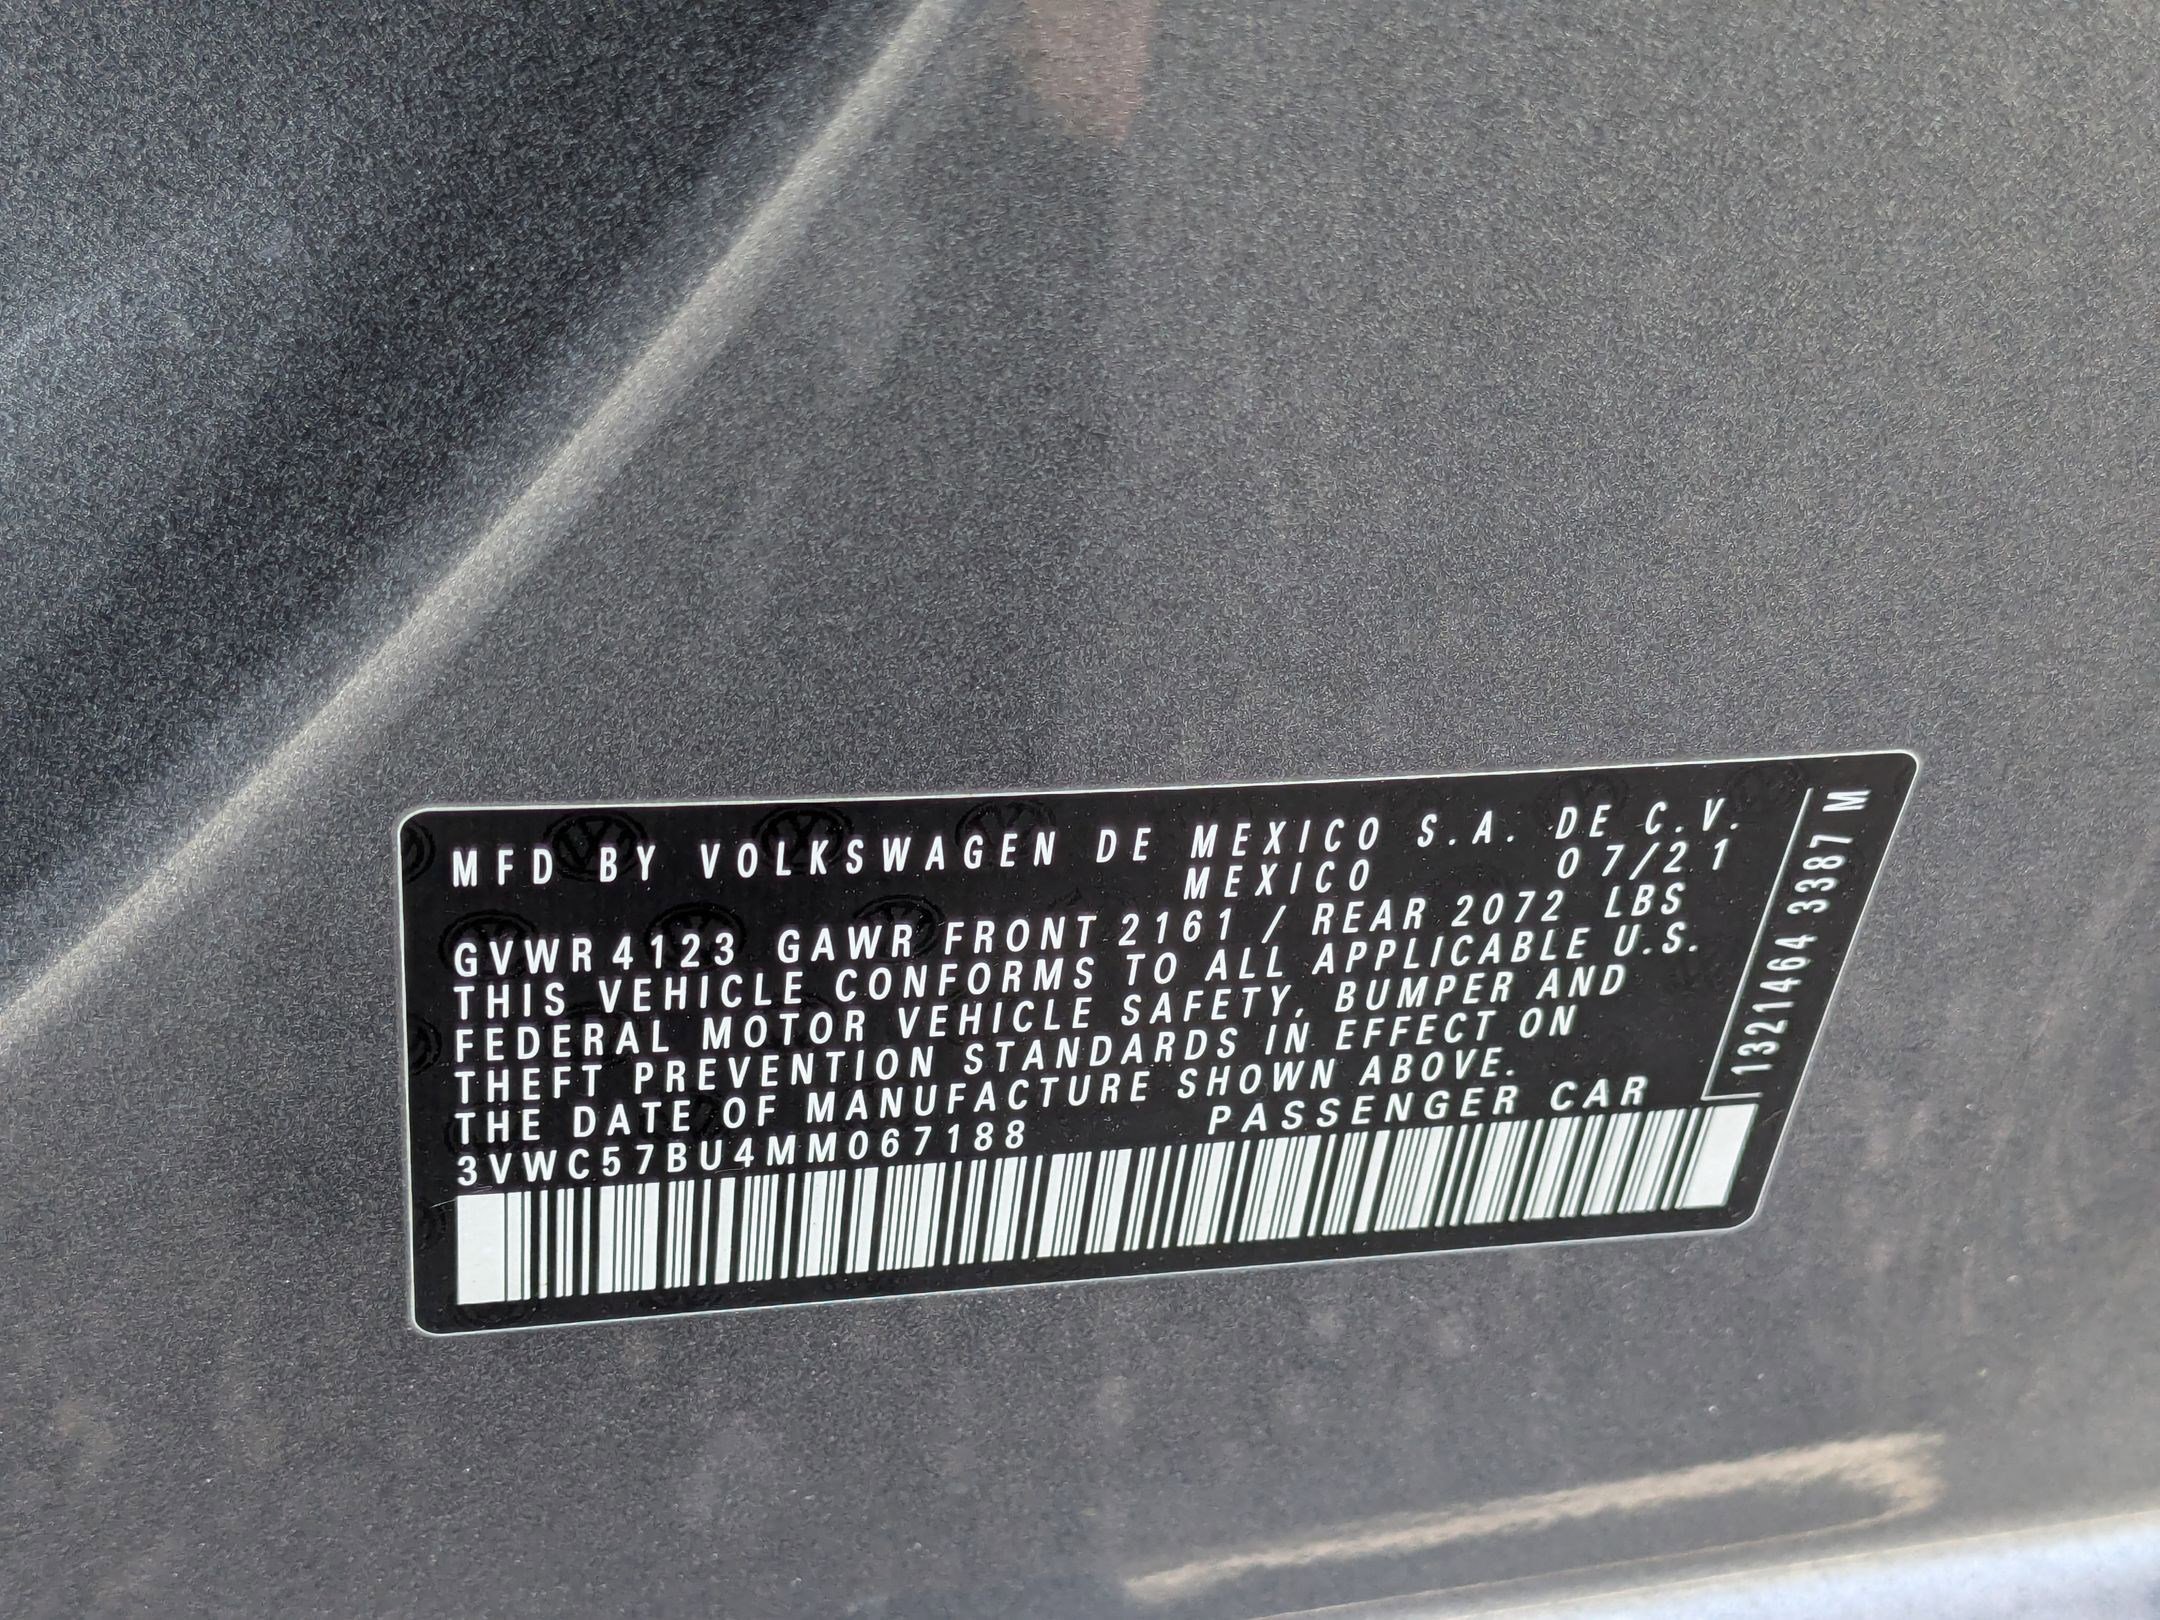 MFD BY VOLKSWAGEN DE MEXICO S.A. DE C.V.
MEXICO 07/21
GVWR 4123 GAWR FRONT 2161 / REAR 2072 LBS
THIS VEHICLE CONFORMS TO ALL APPLICABLE U.S.
FEDERAL MOTOR VEHICLE SAFETY, BUMPER AND
THEFT PREVENTION STANDARDS IN EFFECT ON
THE DATE OF MANUFACTURE SHOWN ABOVE.
3VWC57BU4MM067188 PASSENGER CAR
1321464 3387 M